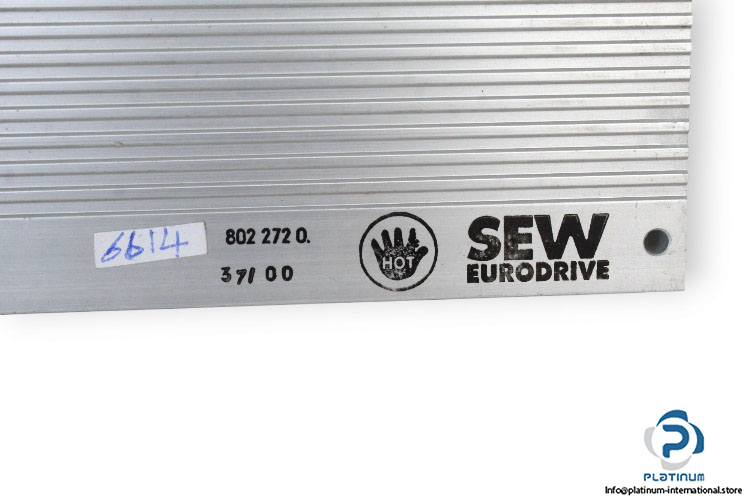 6614
802 272 0.
37/00
HOT
SEW
EURODRIVE
PLATINUM
Info@platinum-international.store